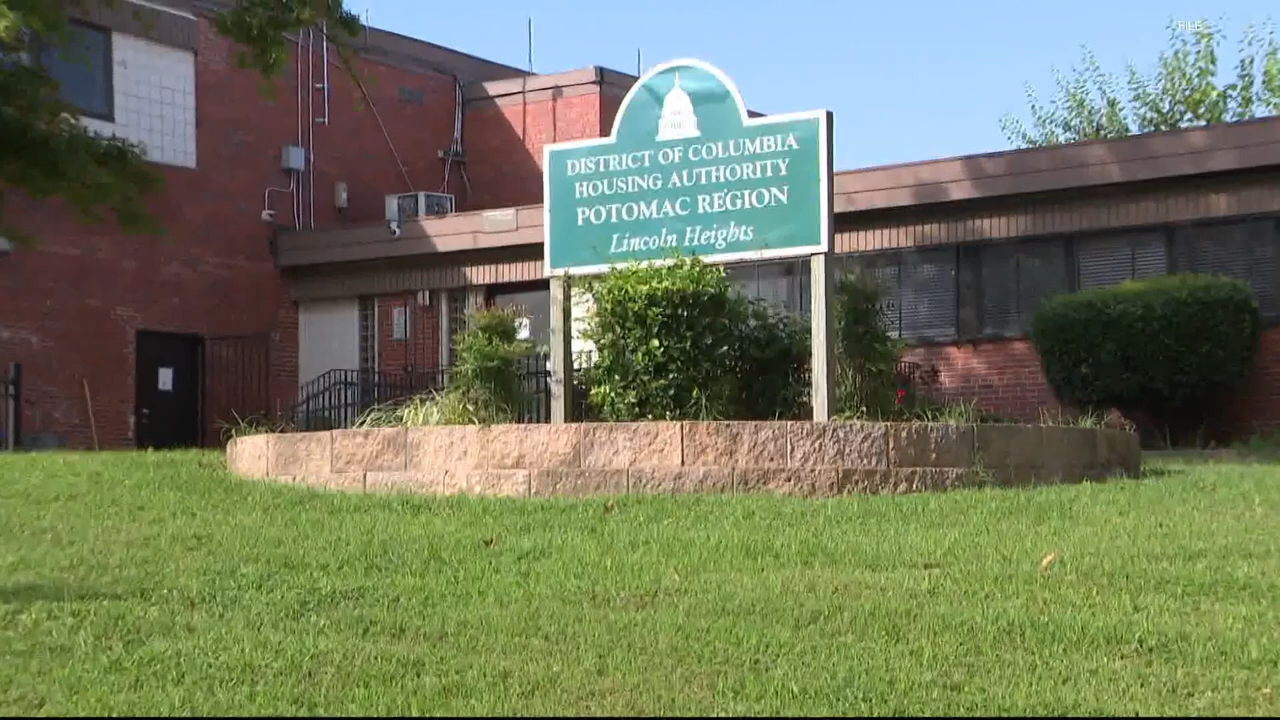 FILE
DISTRICT OF COLUMBIA
HOUSING AUTHORITY
POTOMAC REGION
Lincoln Heights